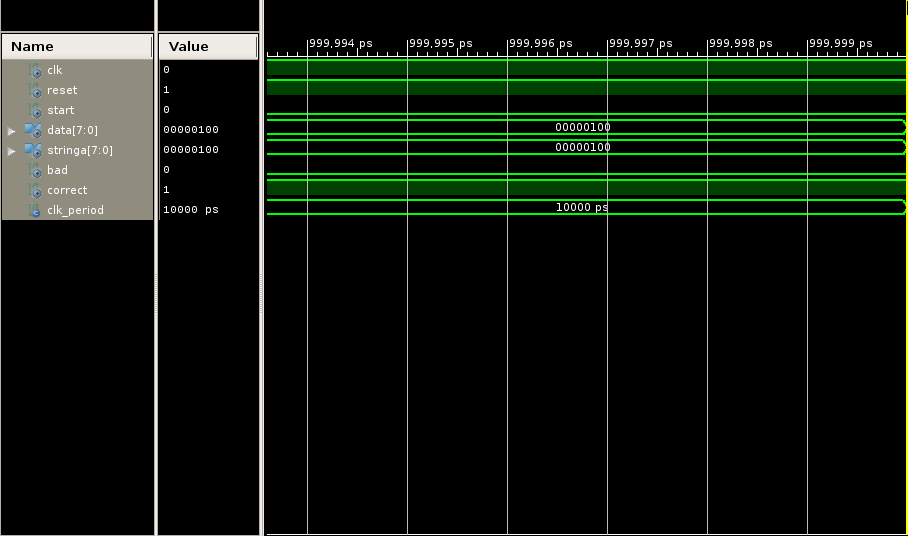 Name Value
999,994 ps 999,995 ps 999,996 ps 999,997 ps 999,998 ps 999,999 ps
clk 0
reset 1
start 0
data[7:0] 00000100 00000100
stringa[7:0] 00000100 00000100
bad 0
correct 1
clk_period 10000 ps 10000 ps